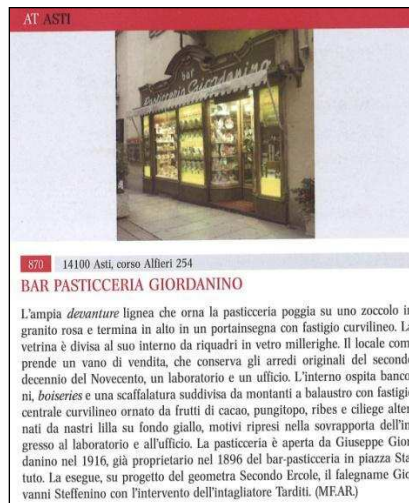 AT ASTI
bar
Pasticceria Giordanino
870 14100 Asti, corso Alfieri 254
BAR PASTICCERIA GIORDANINO
L'ampia devanture lignea che orna la pasticceria poggia su uno zoccolo in
granito rosa e termina in alto in un portainsegna con fastigio curvilineo. La
vetrina è divisa al suo interno da riquadri in vetro millerighe. Il locale com
prende un vano di vendita, che conserva gli arredi originali del secondo
decennio del Novecento, un laboratorio e un ufficio. L'interno ospita banco
ni, boiseries e una scaffalatura suddivisa da montanti a balaustro con fastigio
centrale curvilineo ornato da frutti di cacao, pungitopo, ribes e ciliege alter
nati da nastri lilla su fondo giallo, motivi ripresi nella sovrapporta dell'in
gresso al laboratorio e all'ufficio. La pasticceria è aperta da Giuseppe Gior
danino nel 1916, già proprietario nel 1896 del bar-pasticceria in piazza Sta
tuto. La esegue, su progetto del geometra Secondo Ercole, il falegname Gio
vanni Steffenino con l'intervento dell'intagliatore Tarditi. (MF.AR.)